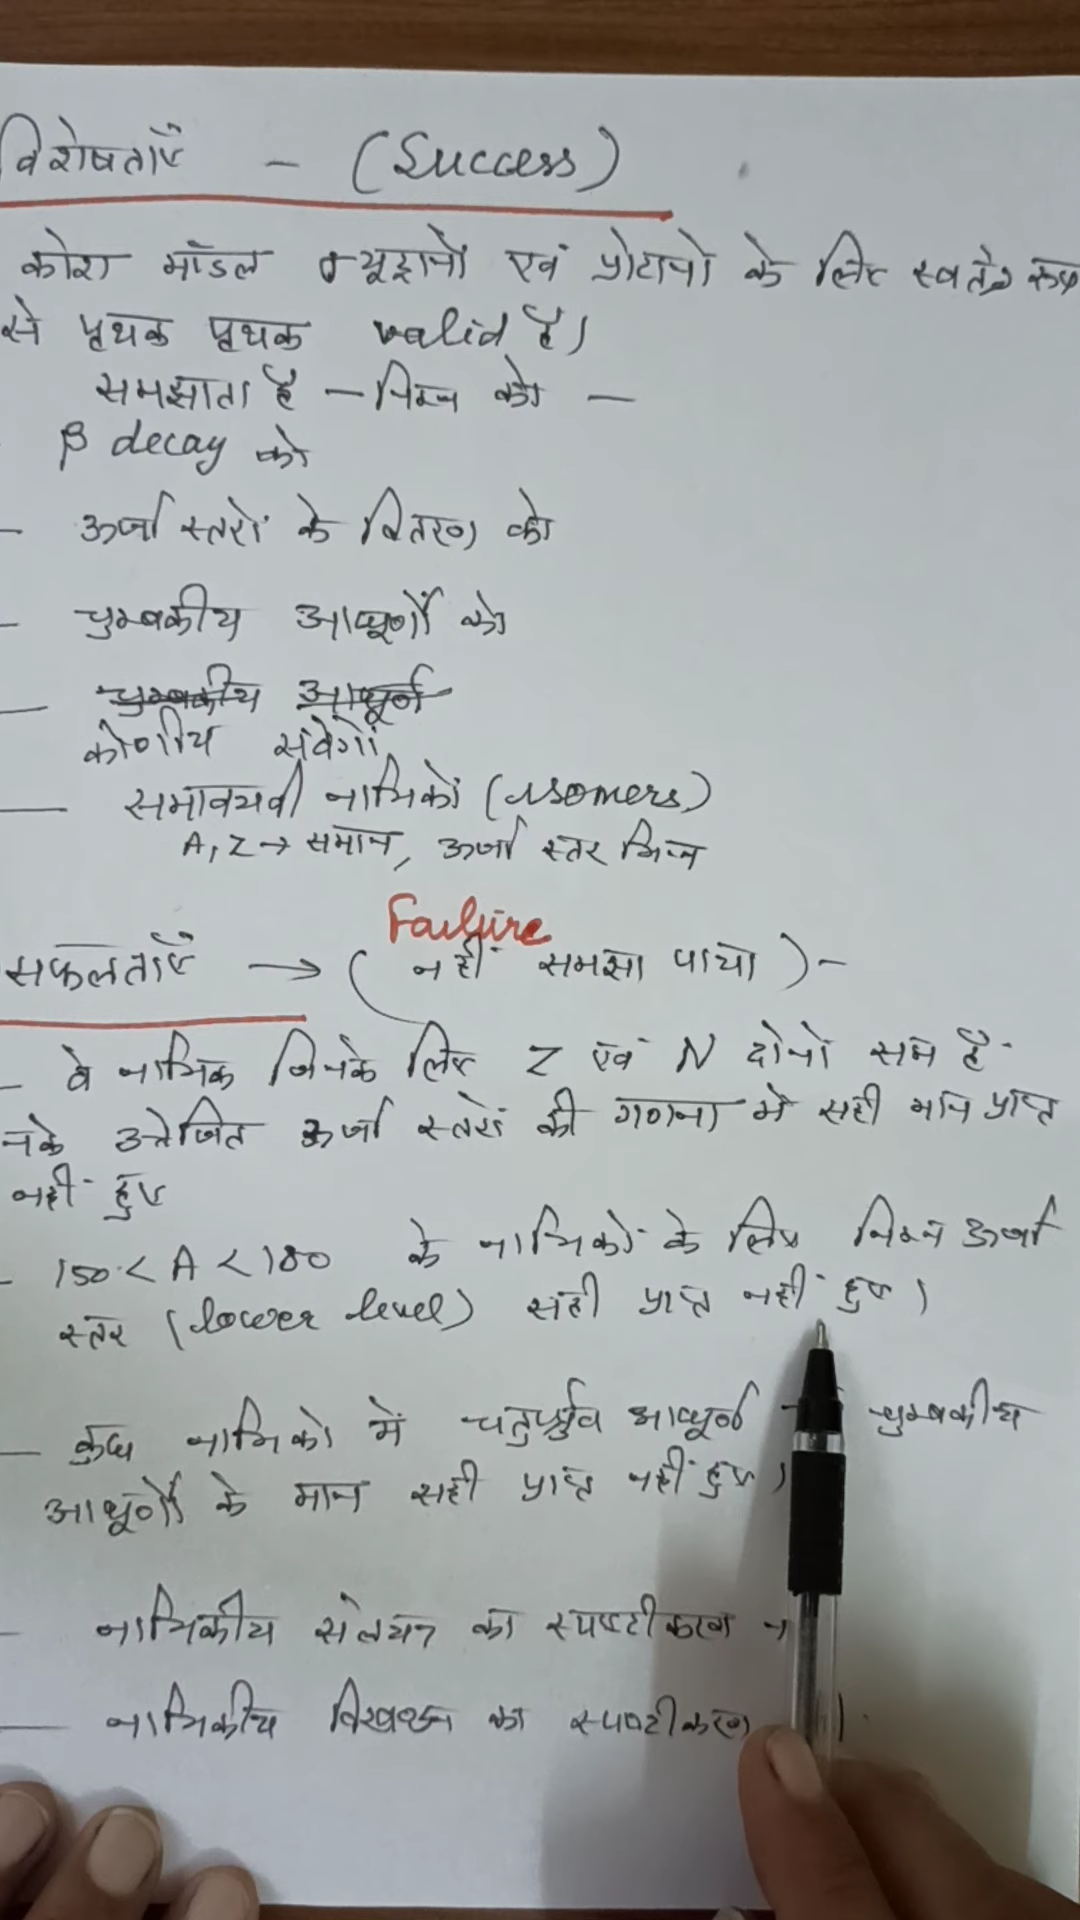 विशेषताएँ - (Success)
कोश मॉडल न्यूट्रानों एवं प्रोटानो के लिए स्वतंत्र रूप
से पृथक पृथक valid है।
समझाता है - निम्न को -
β decay को
- ऊर्जा स्तरों के वितरण को
- चुम्बकीय आघूर्णों को
- चुम्बकीय आघूर्ण
कोणीय संवेगों
- समावयवी नाभिकों (isomers)
A, Z → समान, ऊर्जा स्तर भिन्न
Failure
सफलताएँ → ( नहीं समझा पाया ) -
- वे नाभिक जिनके लिए Z एवं N दोनों सम है
नके उत्तेजित ऊर्जा स्तरों की गणना में सही मान प्राप्त
नहीं हुए
- 150 < A < 180 के नाभिकों के लिए निम्न ऊर्जा
स्तर (lower level) सही प्राप्त नहीं हुए।
- कुछ नाभिको में चतुर्ध्रुव आघूर्ण चुम्बकीय
आघूर्णों के मान सही प्राप्त नहीं हुए।
- नाभिकीय संलयन का स्पष्टीकरण न
- नाभिकीय विखण्डन का स्पष्टीकरण